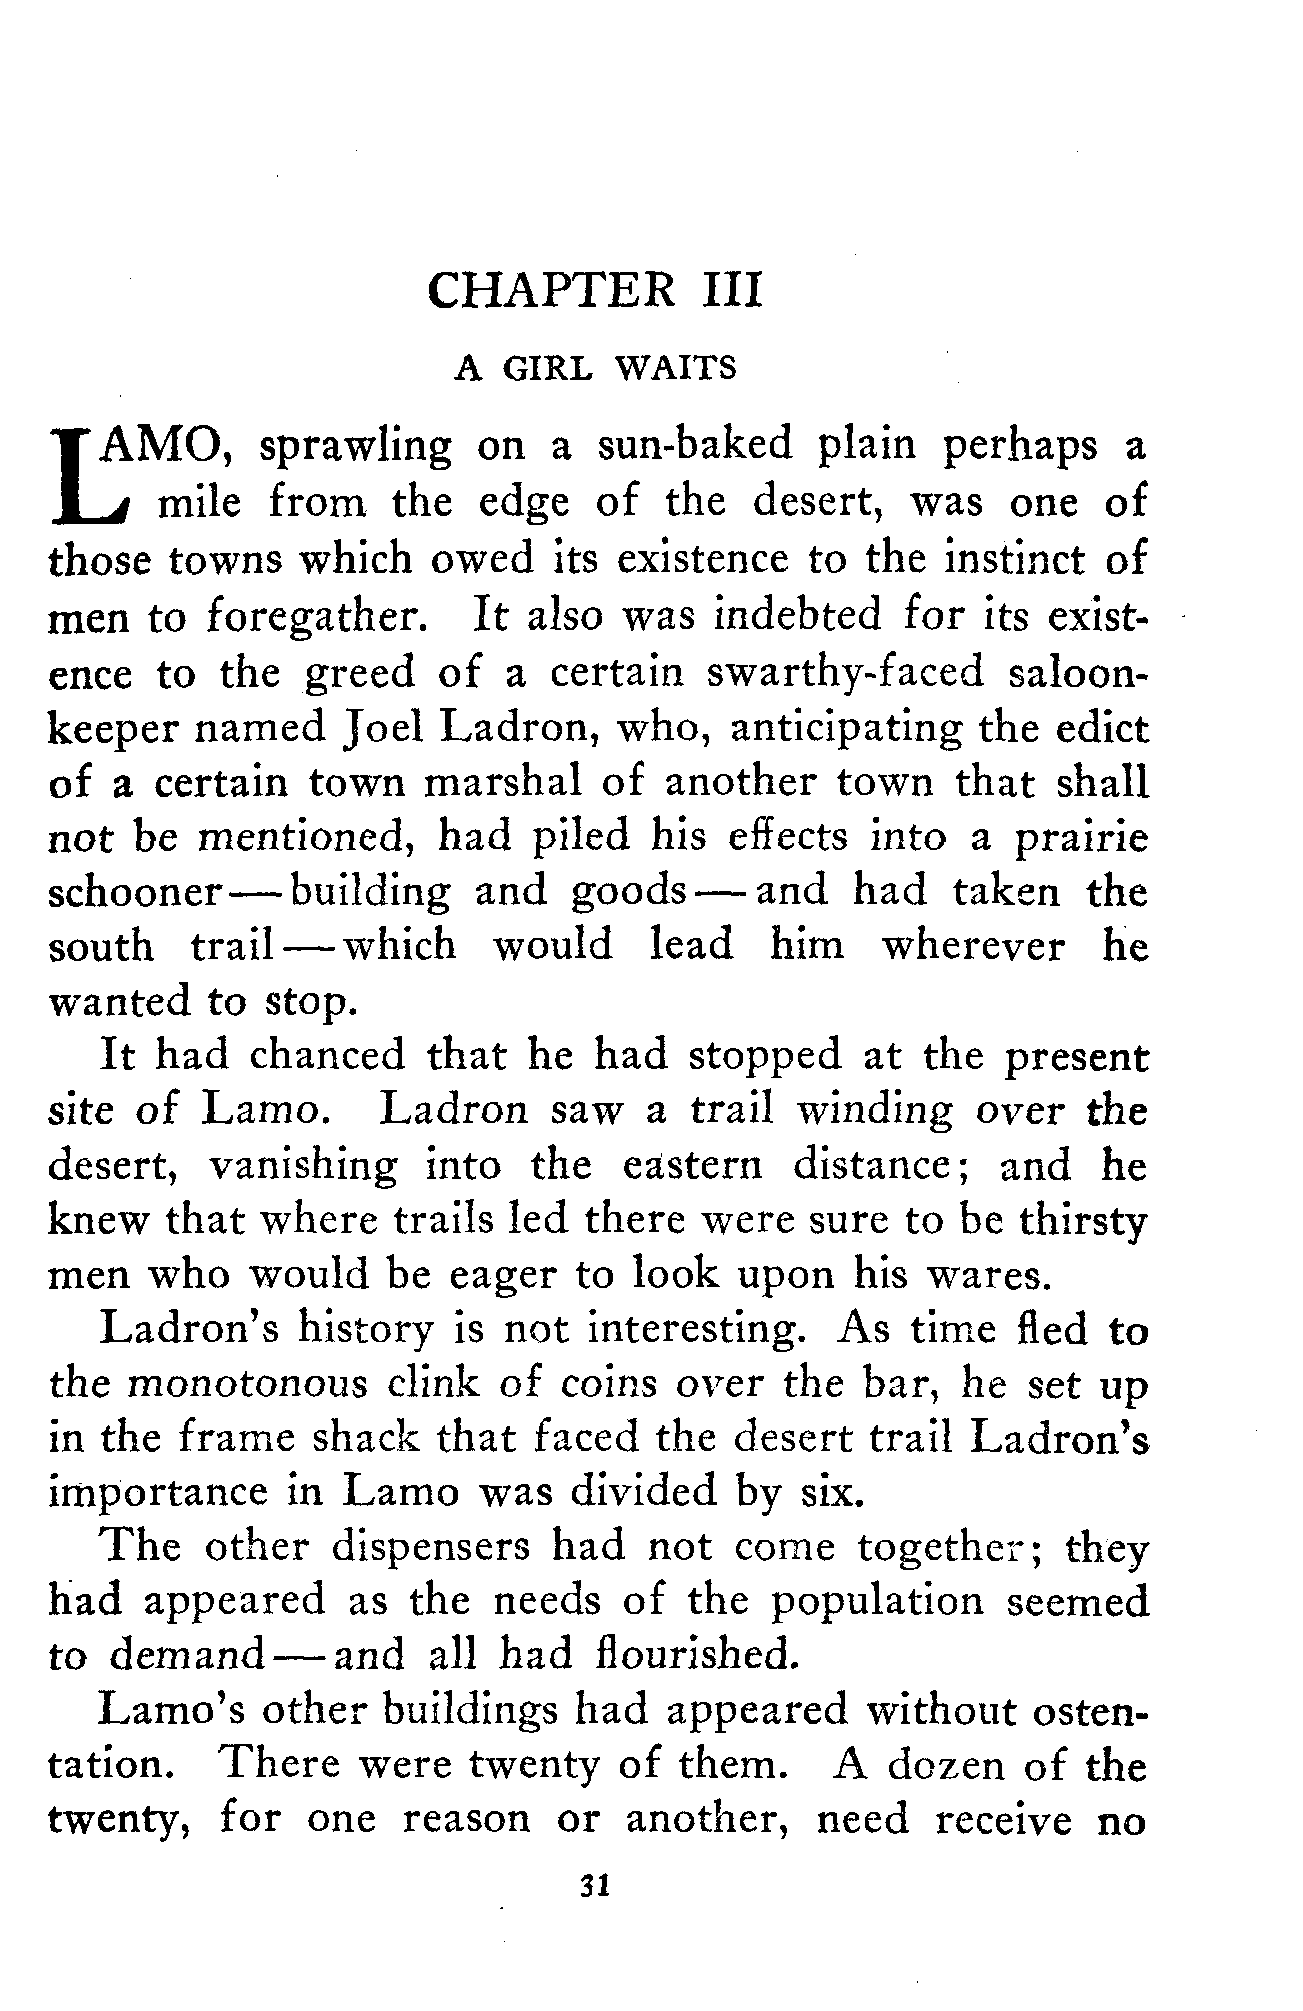 CHAPTER III
A GIRL WAITS
LAMO, sprawling on a sun-baked plain perhaps a
mile from the edge of the desert, was one of
those towns which owed its existence to the instinct of
men to foregather. It also was indebted for its exist-
ence to the greed of a certain swarthy-faced saloon-
keeper named Joel Ladron, who, anticipating the edict
of a certain town marshal of another town that shall
not be mentioned, had piled his effects into a prairie
schooner—building and goods—and had taken the
south trail—which would lead him wherever he
wanted to stop.
It had chanced that he had stopped at the present
site of Lamo. Ladron saw a trail winding over the
desert, vanishing into the eastern distance; and he
knew that where trails led there were sure to be thirsty
men who would be eager to look upon his wares.
Ladron's history is not interesting. As time fled to
the monotonous clink of coins over the bar, he set up
in the frame shack that faced the desert trail Ladron's
importance in Lamo was divided by six.
The other dispensers had not come together; they
had appeared as the needs of the population seemed
to demand—and all had flourished.
Lamo's other buildings had appeared without osten-
tation. There were twenty of them. A dozen of the
twenty, for one reason or another, need receive no
31